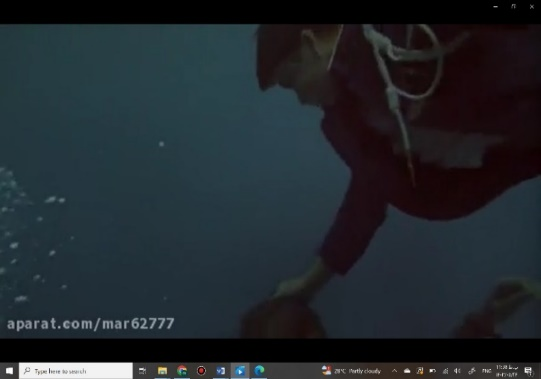 aparat.com/mar62777
Type here to search
Partly cloudy